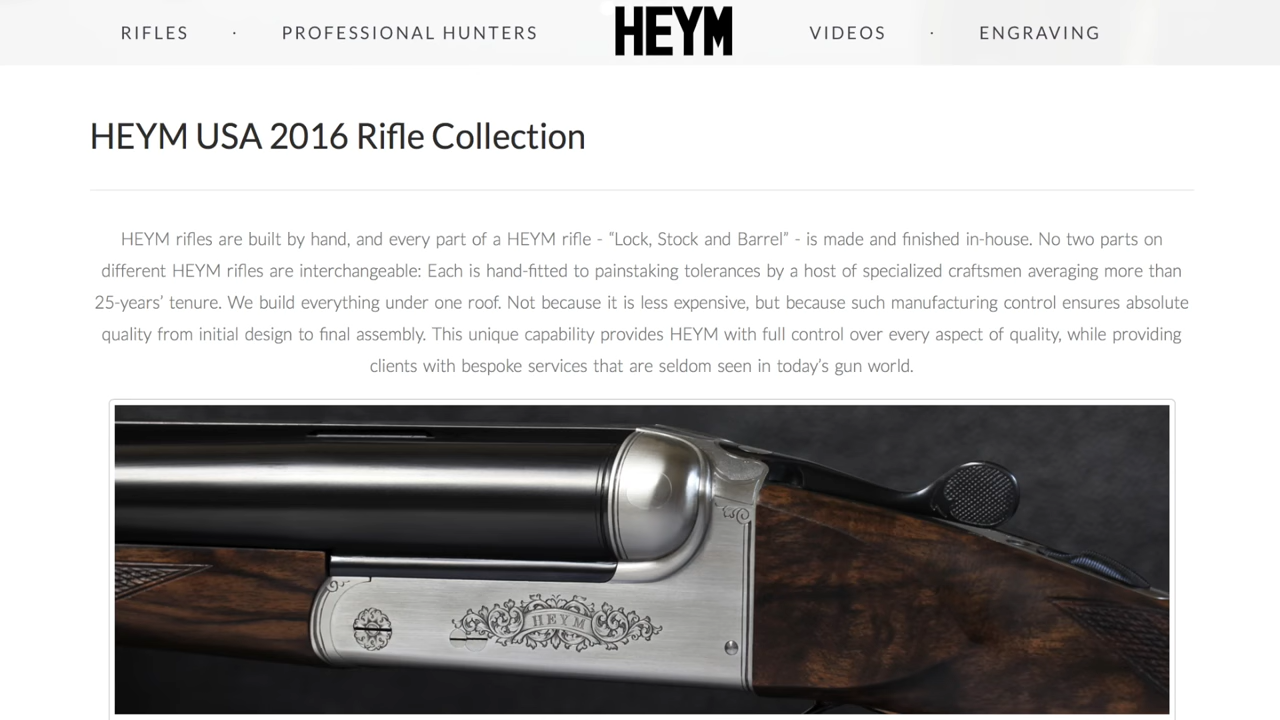 RIFLES · PROFESSIONAL HUNTERS HEYM VIDEOS · ENGRAVING
HEYM USA 2016 Rifle Collection
HEYM rifles are built by hand, and every part of a HEYM rifle - “Lock, Stock and Barrel” - is made and finished in-house. No two parts on
different HEYM rifles are interchangeable: Each is hand-fitted to painstaking tolerances by a host of specialized craftsmen averaging more than
25-years’ tenure. We build everything under one roof. Not because it is less expensive, but because such manufacturing control ensures absolute
quality from initial design to final assembly. This unique capability provides HEYM with full control over every aspect of quality, while providing
clients with bespoke services that are seldom seen in today’s gun world.
HEYM